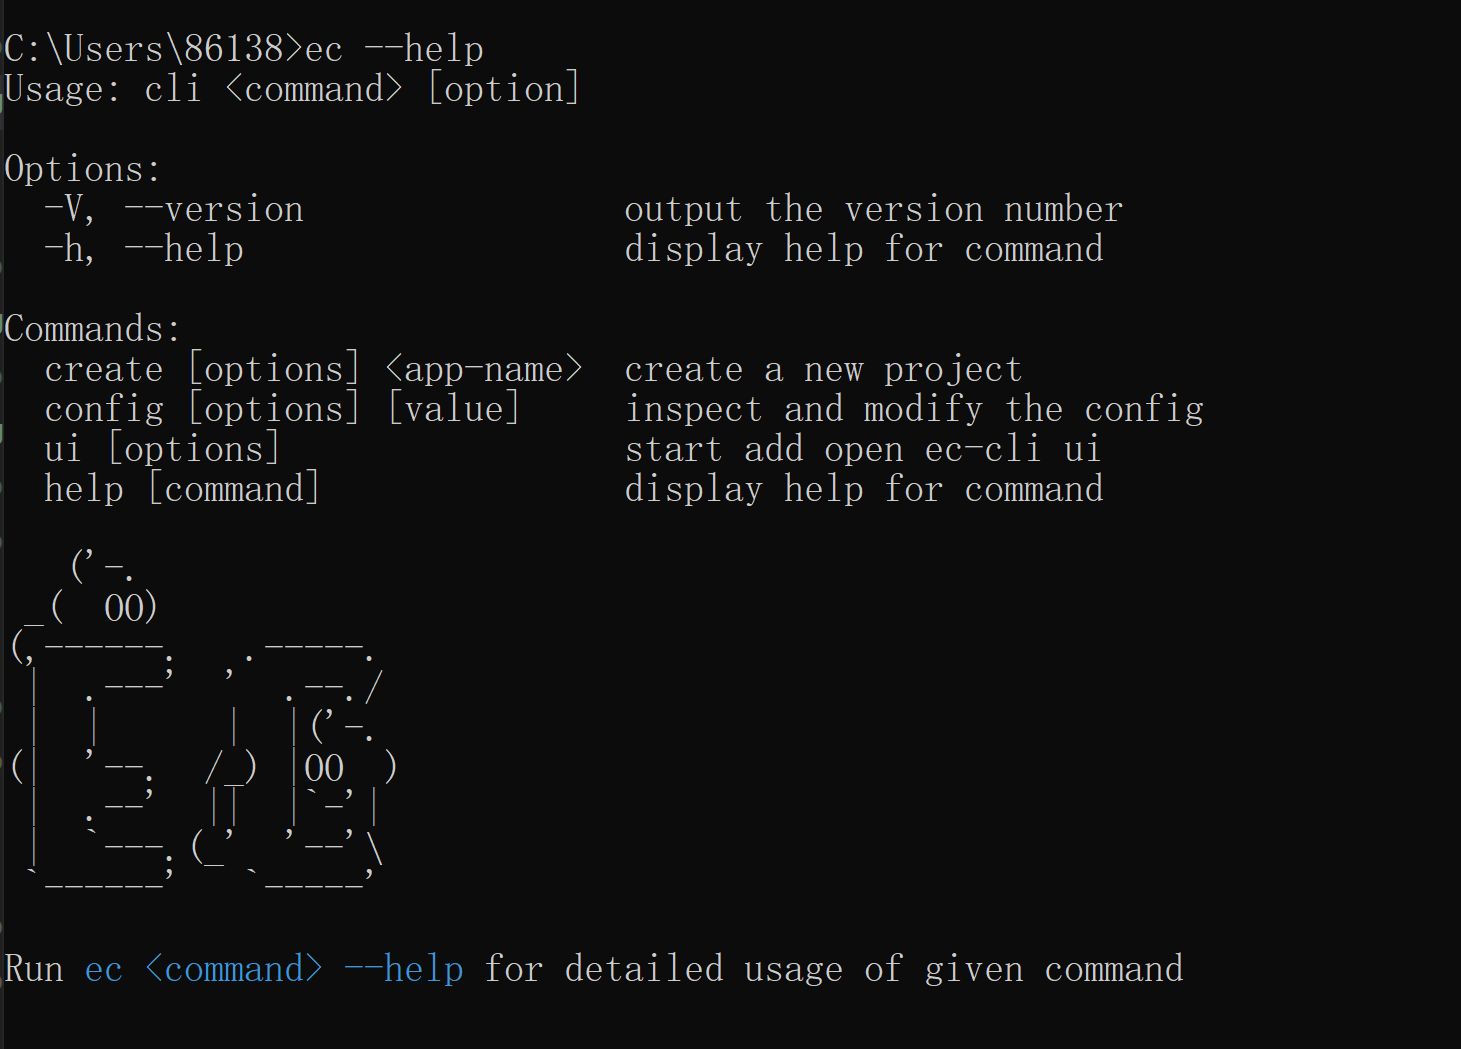 C:\Users\86138>ec --help
Usage: cli <command> [option]

Options:
  -V, --version                output the version number
  -h, --help                   display help for command

Commands:
  create [options] <app-name>  create a new project
  config [options] [value]     inspect and modify the config
  ui [options]                 start add open ec-cli ui
  help [command]               display help for command

   ('-.
 _(  OO)
(,------.   .-----.
 |  .---'  '  .--./
 |  |      |  |('-.
(|  '--.  /_) |OO  )
 |  .--'  ||  |`-'|
 |  `---.(_'  '--'\
 `------'   `-----'

Run ec <command> --help for detailed usage of given command